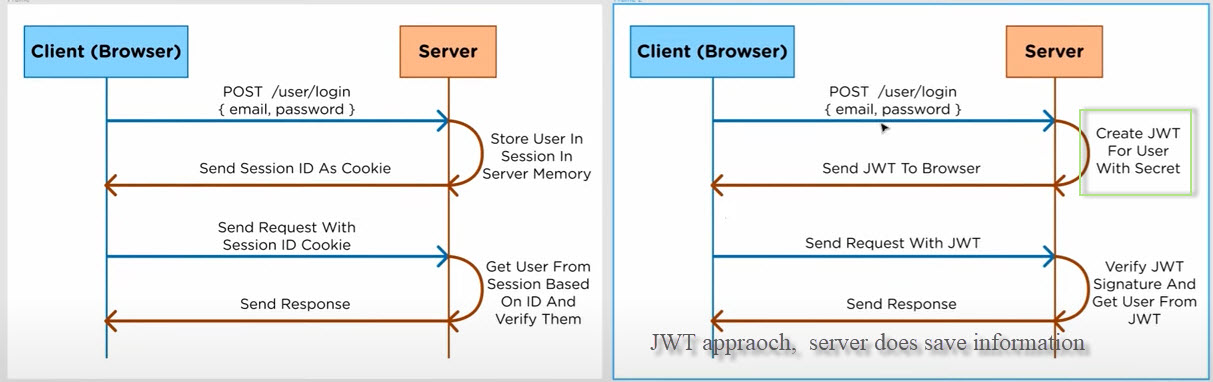 Client (Browser)
Server
POST /user/login
{ email, password }
Store User In
Session In
Server Memory
Send Session ID As Cookie
Send Request With
Session ID Cookie
Get User From
Session Based
On ID And
Verify Them
Send Response
Client (Browser)
Server
POST /user/login
{ email, password }
Create JWT
For User
With Secret
Send JWT To Browser
Send Request With JWT
Verify JWT
Signature And
Get User From
JWT
Send Response
JWT appraoch, server does save information